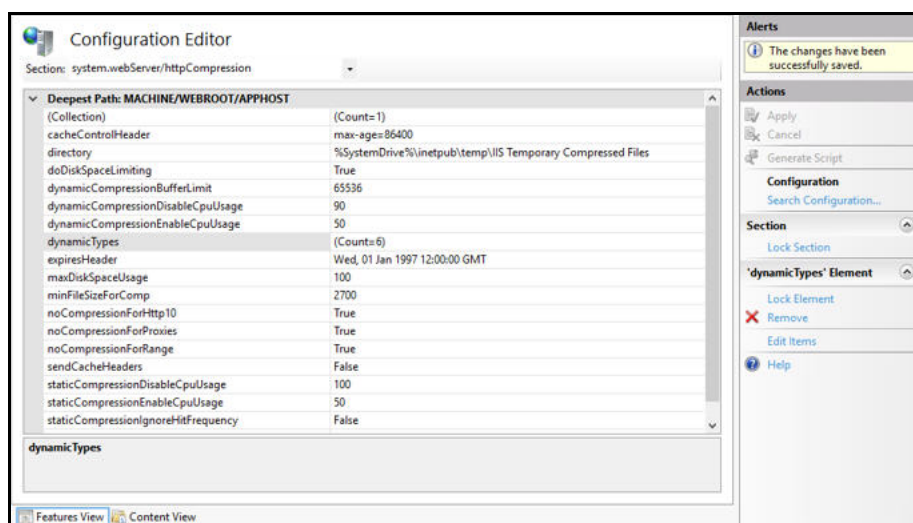 Configuration Editor
Section: system.webServer/httpCompression
Deepest Path: MACHINE/WEBROOT/APPHOST
(Collection) (Count=1)
cacheControlHeader max-age=86400
directory %SystemDrive%\inetpub\temp\IIS Temporary Compressed Files
doDiskSpaceLimiting True
dynamicCompressionBufferLimit 65536
dynamicCompressionDisableCpuUsage 90
dynamicCompressionEnableCpuUsage 50
dynamicTypes (Count=6)
expiresHeader Wed, 01 Jan 1997 12:00:00 GMT
maxDiskSpaceUsage 100
minFileSizeForComp 2700
noCompressionForHttp10 True
noCompressionForProxies True
noCompressionForRange True
sendCacheHeaders False
staticCompressionDisableCpuUsage 100
staticCompressionEnableCpuUsage 50
staticCompressionIgnoreHitFrequency False
dynamicTypes
Features View Content View
Alerts
The changes have been
successfully saved.
Actions
Apply
Cancel
Generate Script
Configuration
Search Configuration...
Section
Lock Section
'dynamicTypes' Element
Lock Element
Remove
Edit Items
Help